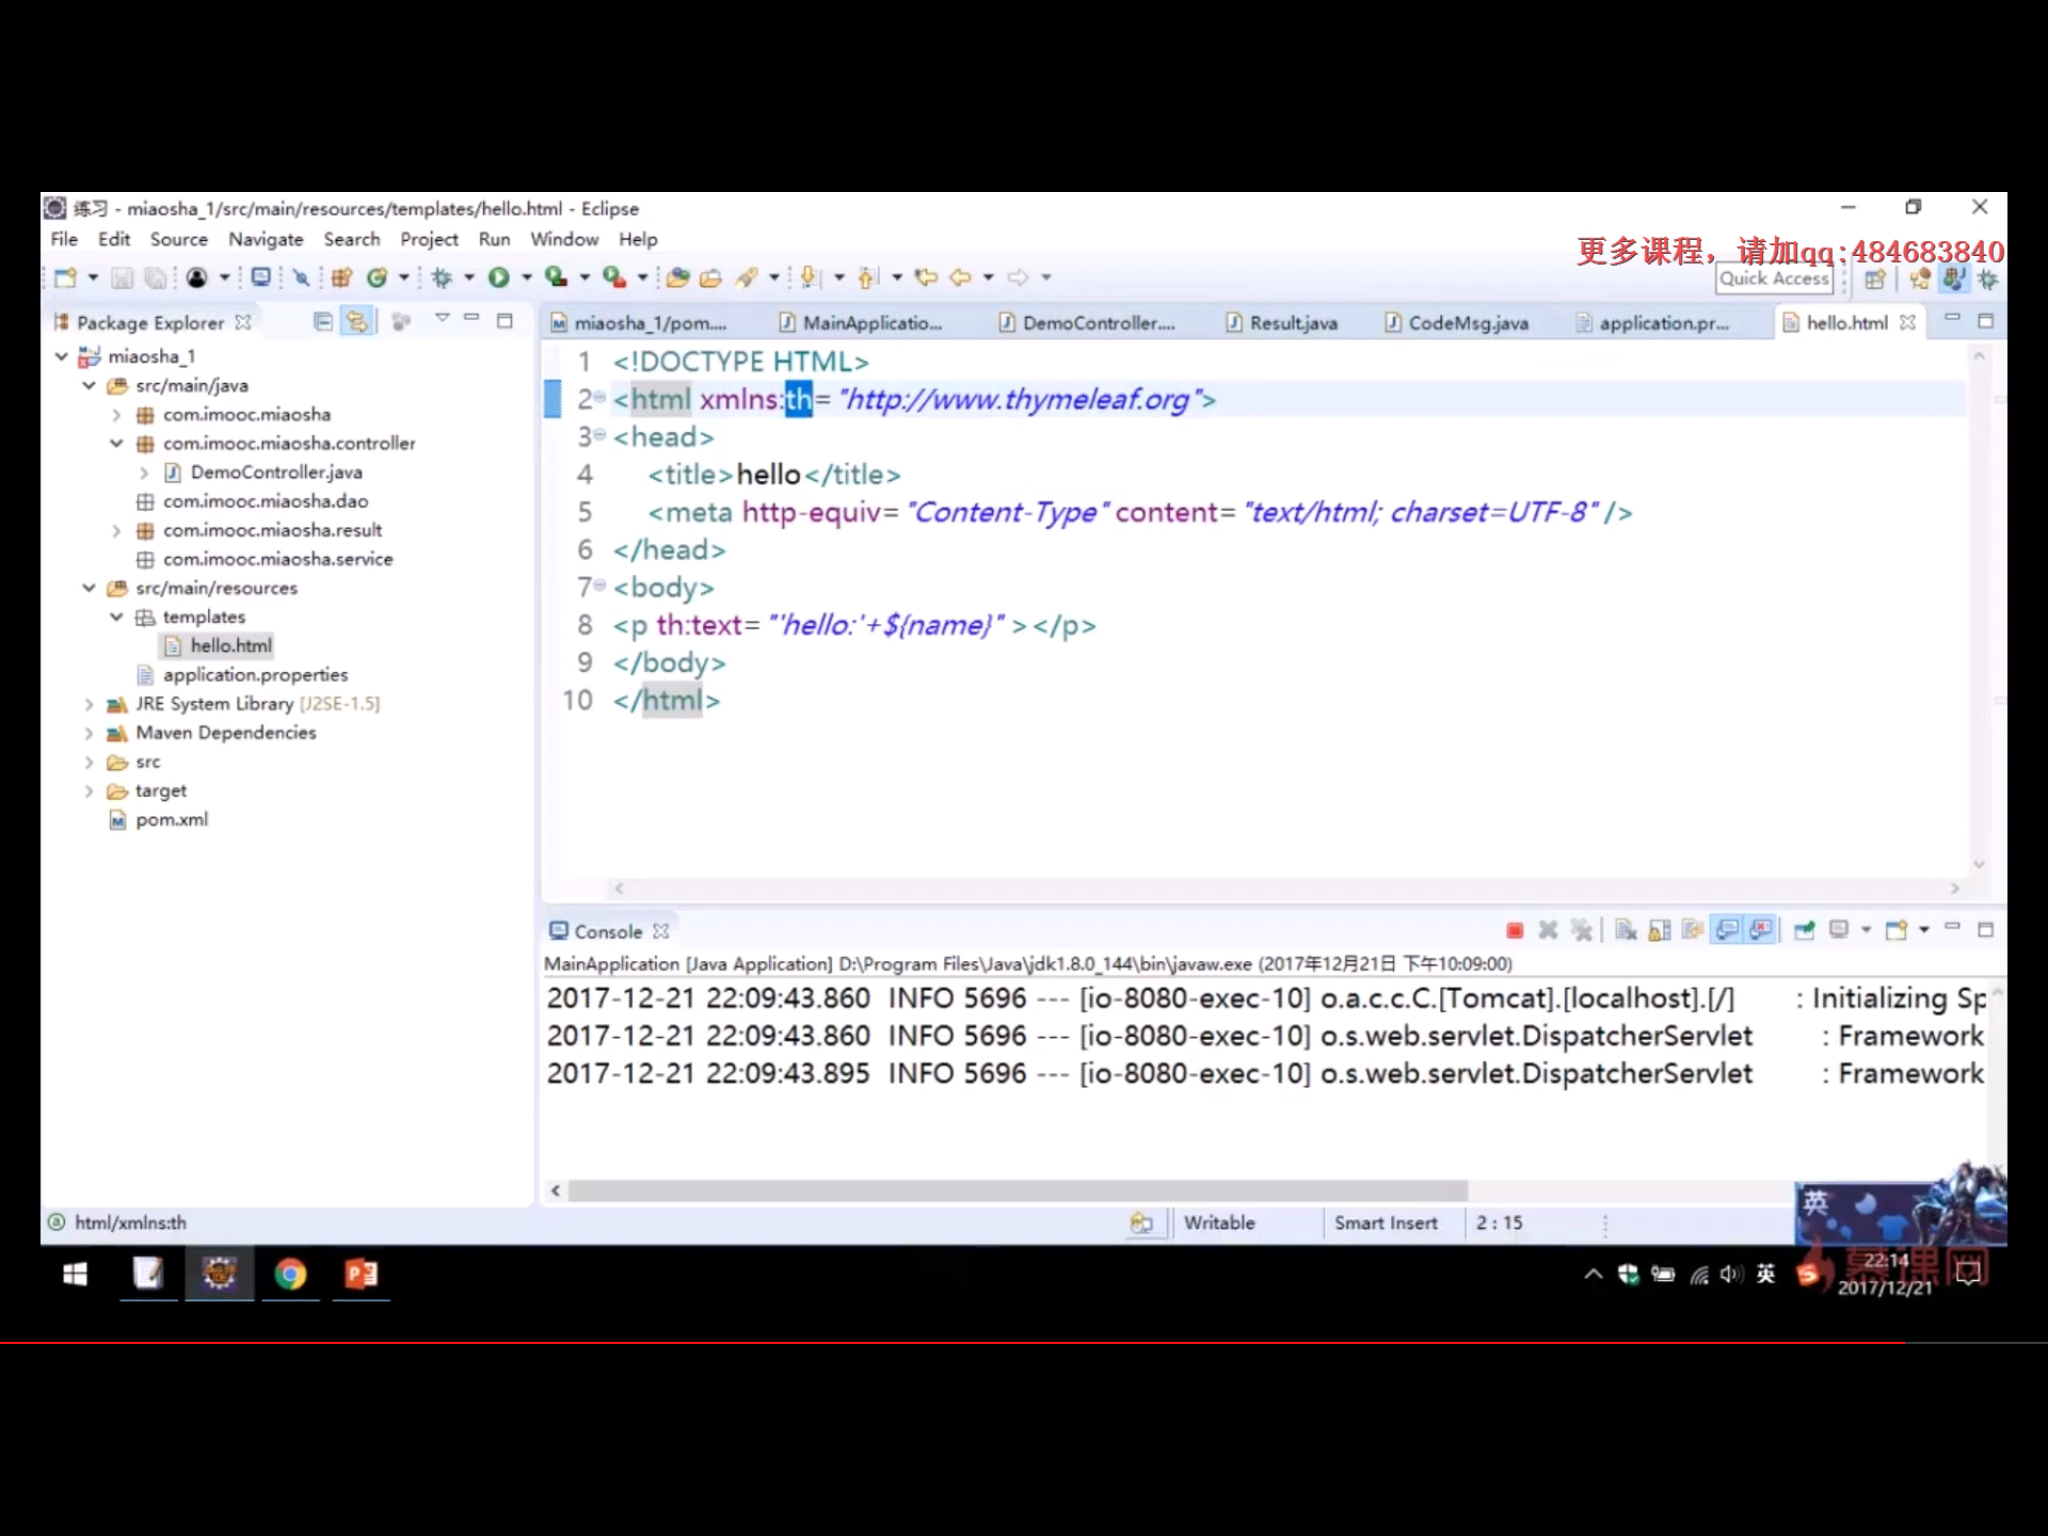 练习 - miaosha_1/src/main/resources/templates/hello.html - Eclipse
File Edit Source Navigate Search Project Run Window Help
更多课程，请加qq:484683840
Quick Access
Package Explorer
miaosha_1/pom.... MainApplicatio... DemoController.... Result.java CodeMsg.java application.pr... hello.html
miaosha_1
src/main/java
com.imooc.miaosha
com.imooc.miaosha.controller
DemoController.java
com.imooc.miaosha.dao
com.imooc.miaosha.result
com.imooc.miaosha.service
src/main/resources
templates
hello.html
application.properties
JRE System Library [J2SE-1.5]
Maven Dependencies
src
target
pom.xml
1 <!DOCTYPE HTML>
2 <html xmlns:th="http://www.thymeleaf.org">
3 <head>
4 <title>hello</title>
5 <meta http-equiv="Content-Type" content="text/html; charset=UTF-8" />
6 </head>
7 <body>
8 <p th:text="'hello:'+${name}" ></p>
9 </body>
10 </html>
Console
MainApplication [Java Application] D:\Program Files\Java\jdk1.8.0_144\bin\javaw.exe (2017年12月21日 下午10:09:00)
2017-12-21 22:09:43.860 INFO 5696 --- [io-8080-exec-10] o.a.c.c.C.[Tomcat].[localhost].[/] : Initializing Sp
2017-12-21 22:09:43.860 INFO 5696 --- [io-8080-exec-10] o.s.web.servlet.DispatcherServlet : Framework
2017-12-21 22:09:43.895 INFO 5696 --- [io-8080-exec-10] o.s.web.servlet.DispatcherServlet : Framework
英
html/xmlns:th Writable Smart Insert 2 : 15
英 22:14
2017/12/21
慕课网